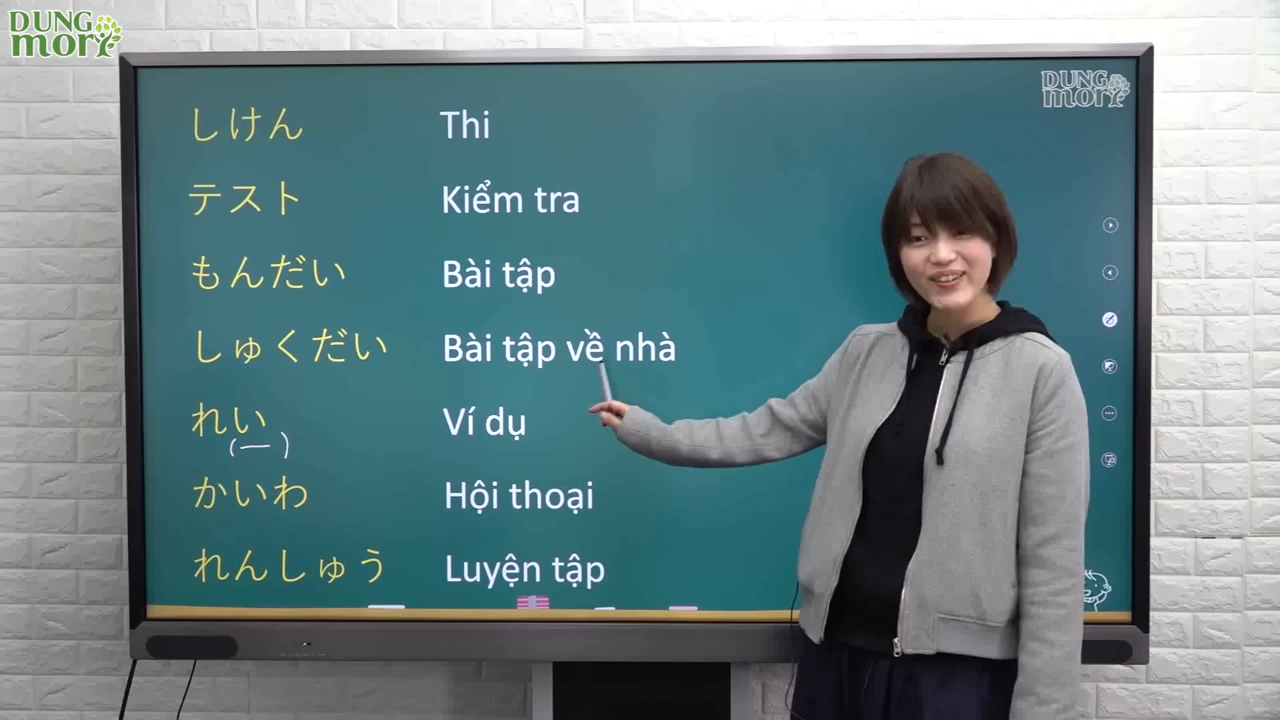 DUNG
mori
DUNG
mori
しけん Thi
テスト Kiểm tra
もんだい Bài tập
しゅくだい Bài tập về nhà
れい Ví dụ
(ー)
かいわ Hội thoại
れんしゅう Luyện tập